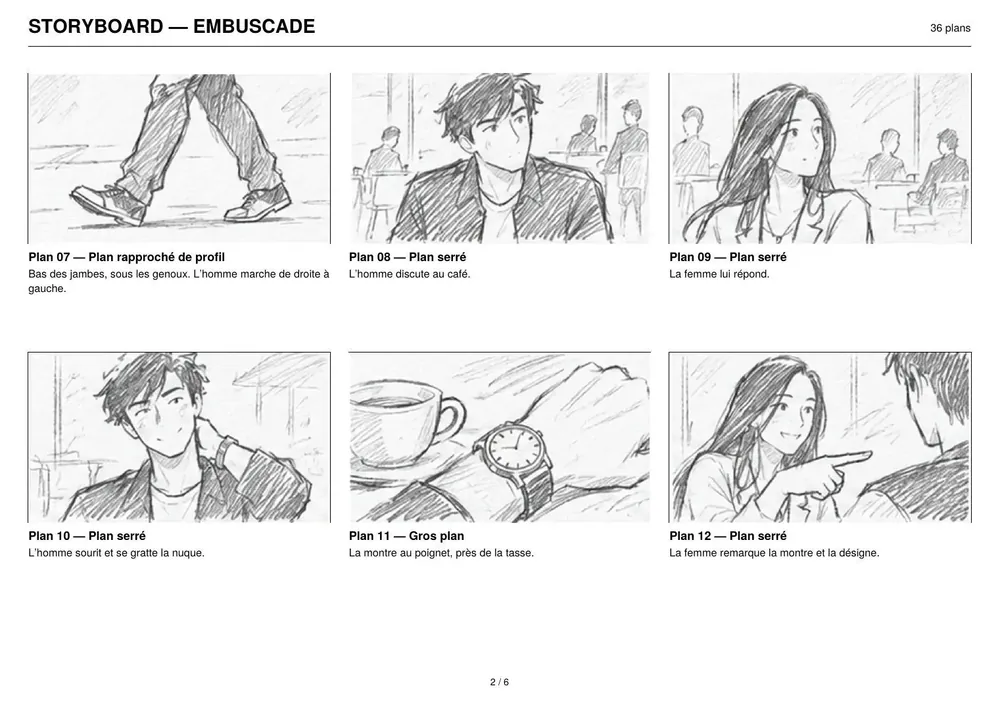 STORYBOARD — EMBUSCADE
36 plans
Plan 07 — Plan rapproché de profil
Bas des jambes, sous les genoux. L'homme marche de droite à
gauche.
Plan 08 — Plan serré
L'homme discute au café.
Plan 09 — Plan serré
La femme lui répond.
Plan 10 — Plan serré
L'homme sourit et se gratte la nuque.
Plan 11 — Gros plan
La montre au poignet, près de la tasse.
Plan 12 — Plan serré
La femme remarque la montre et la désigne.
2 / 6